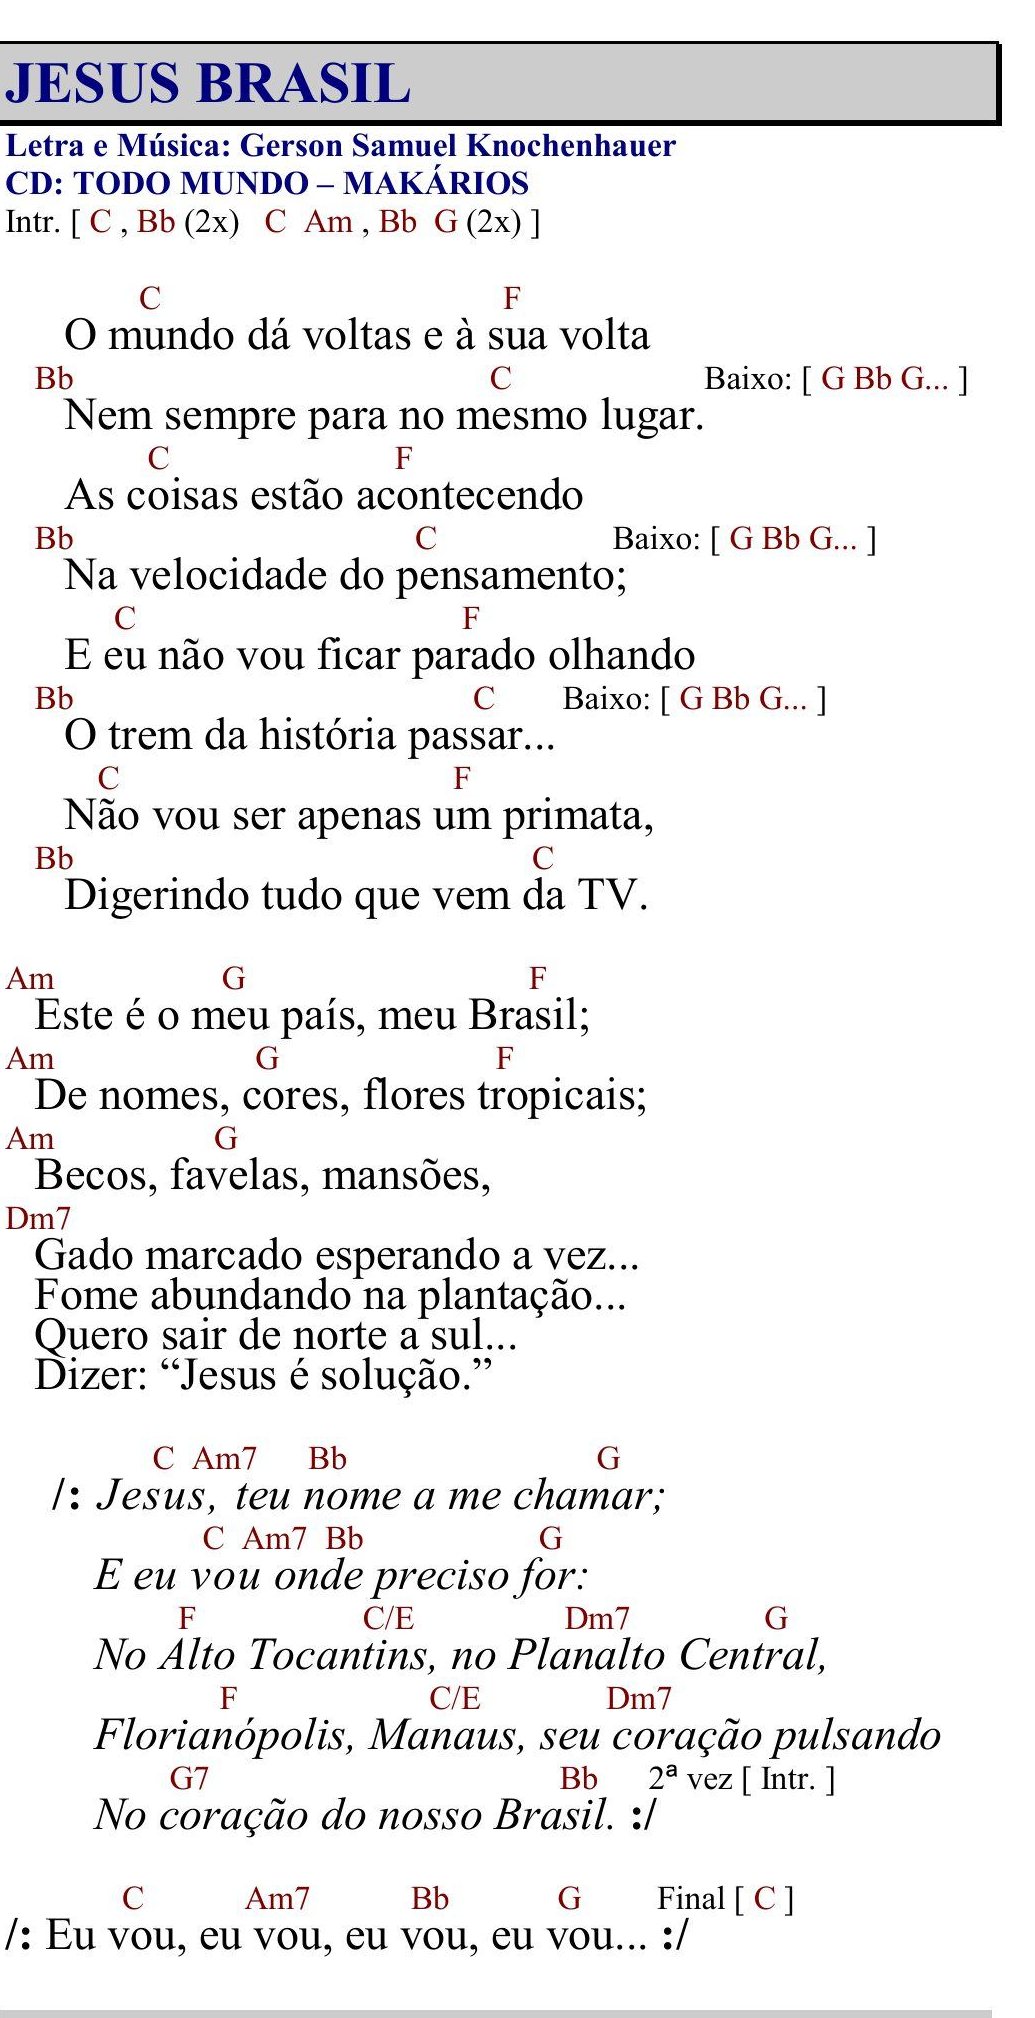 JESUS BRASIL
Letra e Música: Gerson Samuel Knochenhauer
CD: TODO MUNDO – MAKÁRIOS
Intr. [ C , Bb (2x) C Am , Bb G (2x) ]
C F
O mundo dá voltas e à sua volta
Bb C Baixo: [ G Bb G... ]
Nem sempre para no mesmo lugar.
C F
As coisas estão acontecendo
Bb C Baixo: [ G Bb G... ]
Na velocidade do pensamento;
C F
E eu não vou ficar parado olhando
Bb C Baixo: [ G Bb G... ]
O trem da história passar...
C F
Não vou ser apenas um primata,
Bb C
Digerindo tudo que vem da TV.
Am G F
Este é o meu país, meu Brasil;
Am G F
De nomes, cores, flores tropicais;
Am G
Becos, favelas, mansões,
Dm7
Gado marcado esperando a vez...
Fome abundando na plantação...
Quero sair de norte a sul...
Dizer: “Jesus é solução.”
C Am7 Bb G
/: Jesus, teu nome a me chamar;
C Am7 Bb G
E eu vou onde preciso for:
F C/E Dm7 G
No Alto Tocantins, no Planalto Central,
F C/E Dm7
Florianópolis, Manaus, seu coração pulsando
G7 Bb 2ª vez [ Intr. ]
No coração do nosso Brasil. :/
C Am7 Bb G Final [ C ]
/: Eu vou, eu vou, eu vou, eu vou... :/